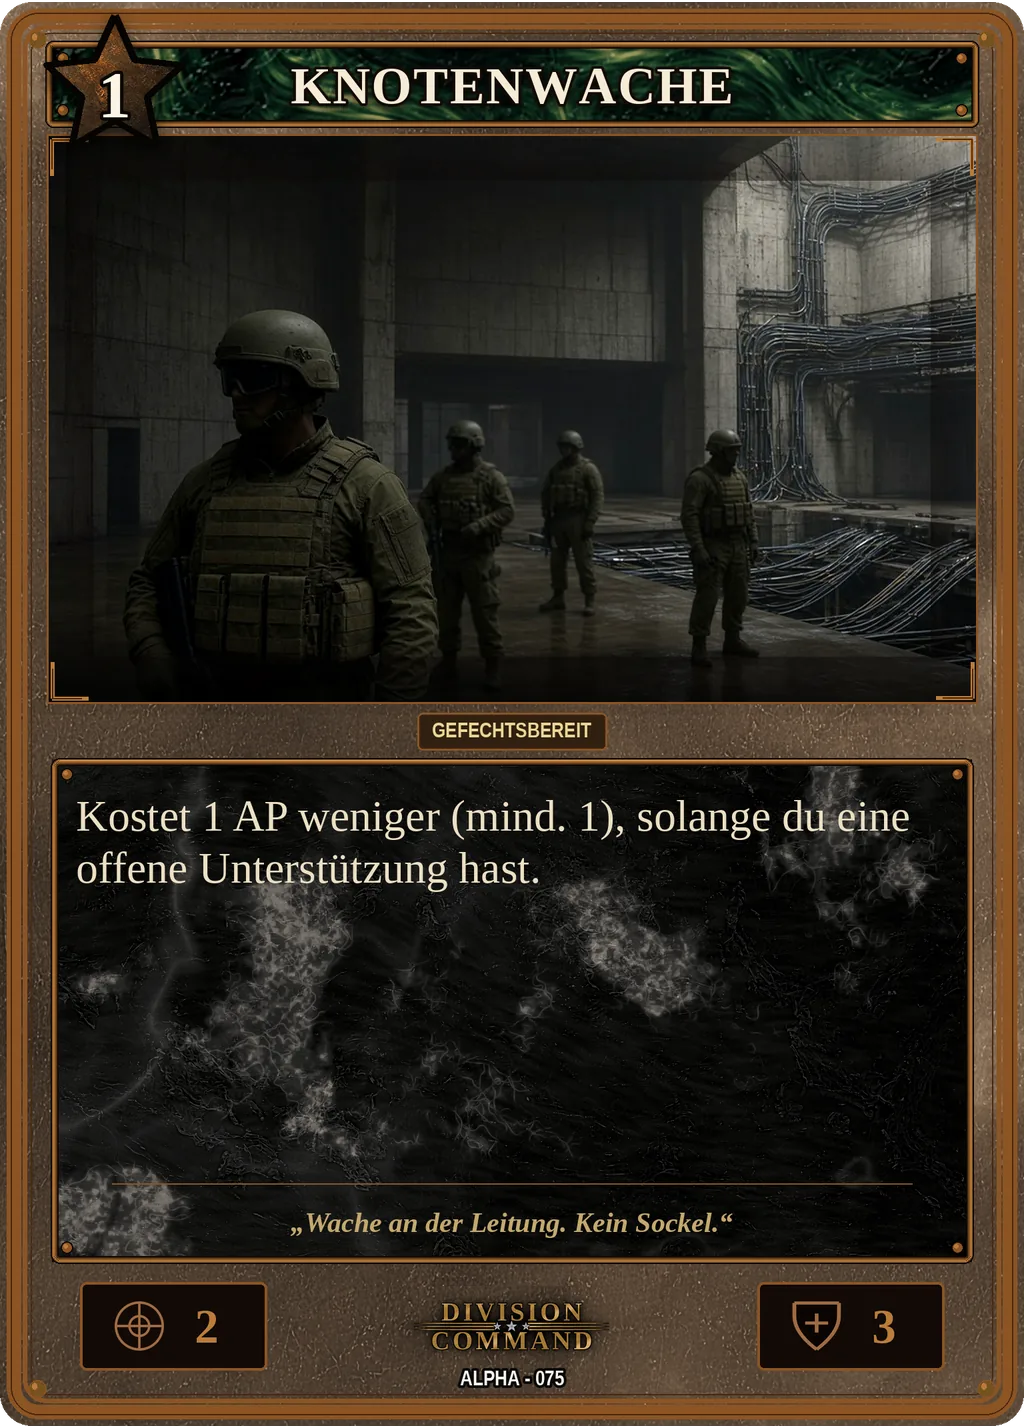 1
KNOTENWACHE
GEFECHTSBEREIT
Kostet 1 AP weniger (mind. 1), solange du eine
offene Unterstützung hast.
„Wache an der Leitung. Kein Sockel.“
2
DIVISION
COMMAND
3
ALPHA - 075